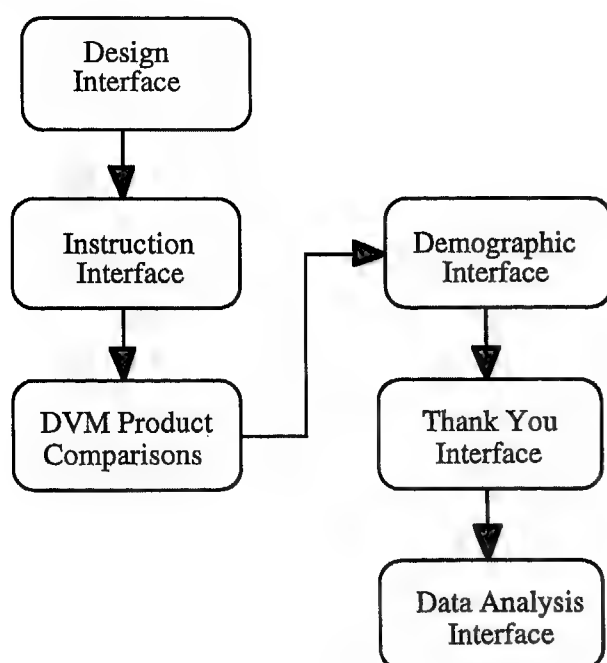 Design
Interface
Instruction
Interface
DVM Product
Comparisons
Demographic
Interface
Thank You
Interface
Data Analysis
Interface